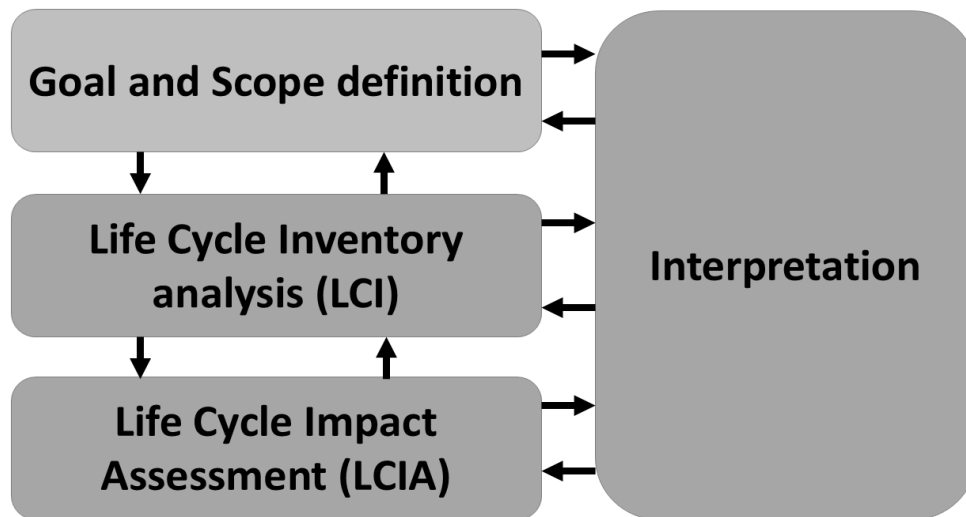 Goal and Scope definition
Life Cycle Inventory
analysis (LCI)
Life Cycle Impact
Assessment (LCIA)
Interpretation